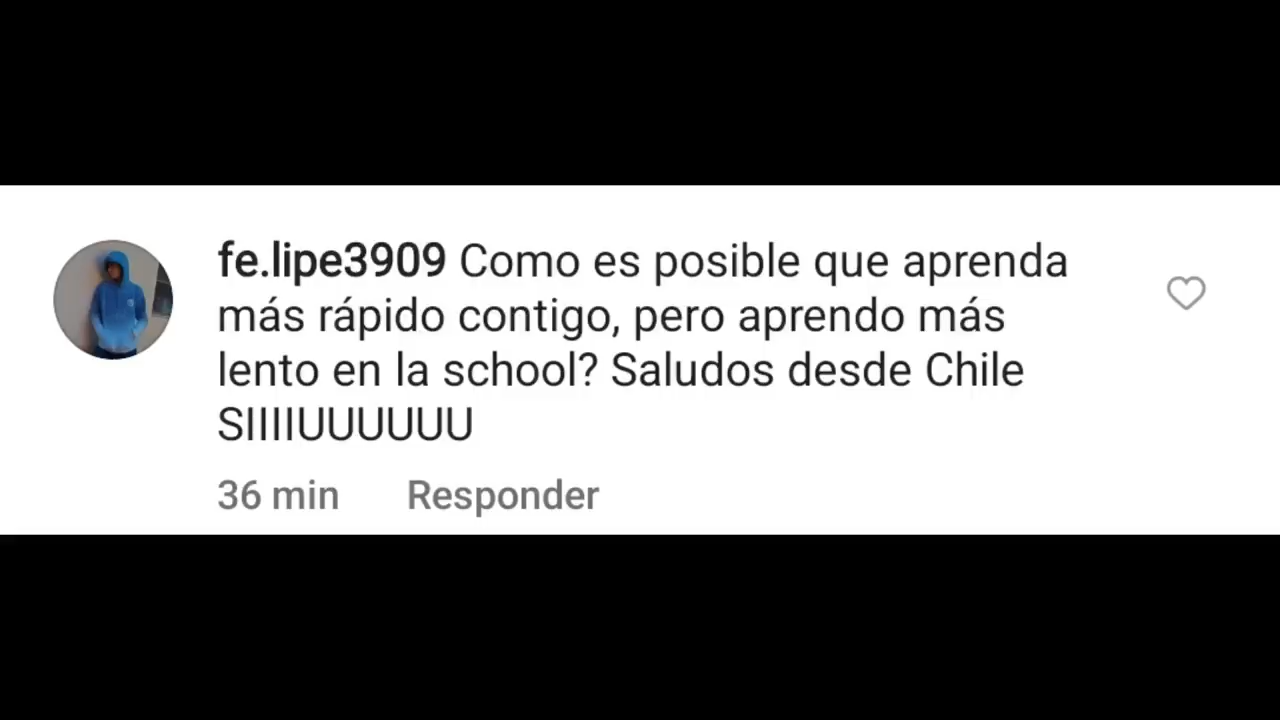 fe.lipe3909 Como es posible que aprenda
más rápido contigo, pero aprendo más
lento en la school? Saludos desde Chile
SIIIIUUUUUU
36 min Responder